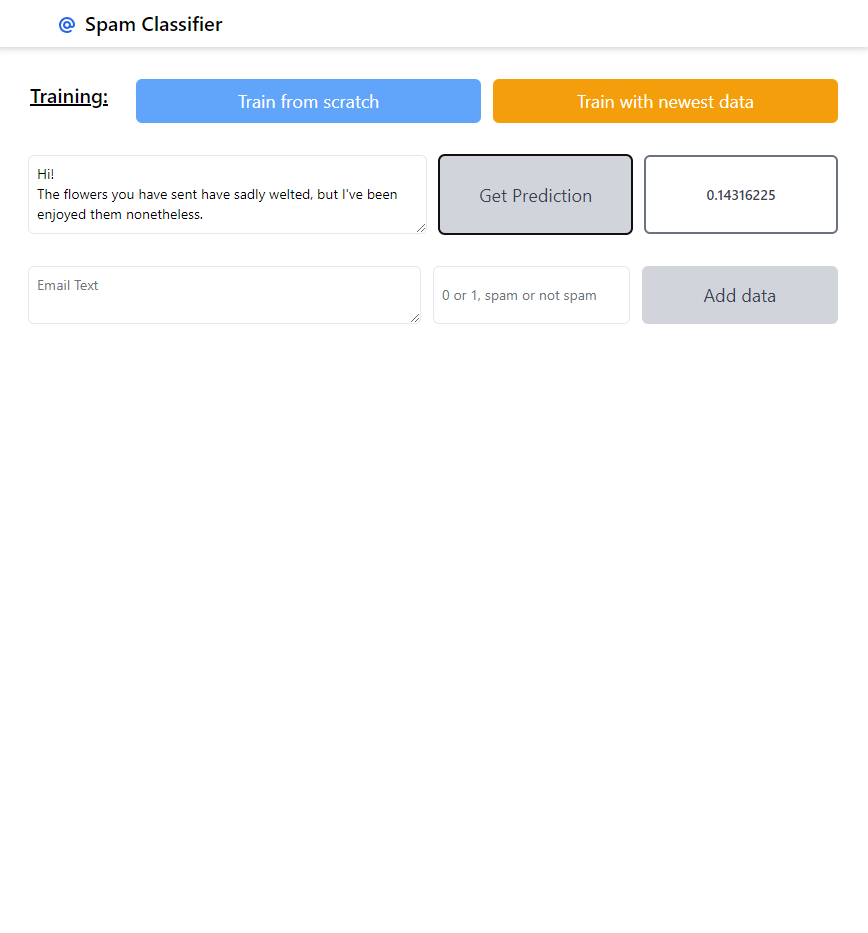 Spam Classifier
Training:
Train from scratch
Train with newest data
Hi!
The flowers you have sent have sadly welted, but I've been
enjoyed them nonetheless.
Get Prediction
0.14316225
Email Text
0 or 1, spam or not spam
Add data